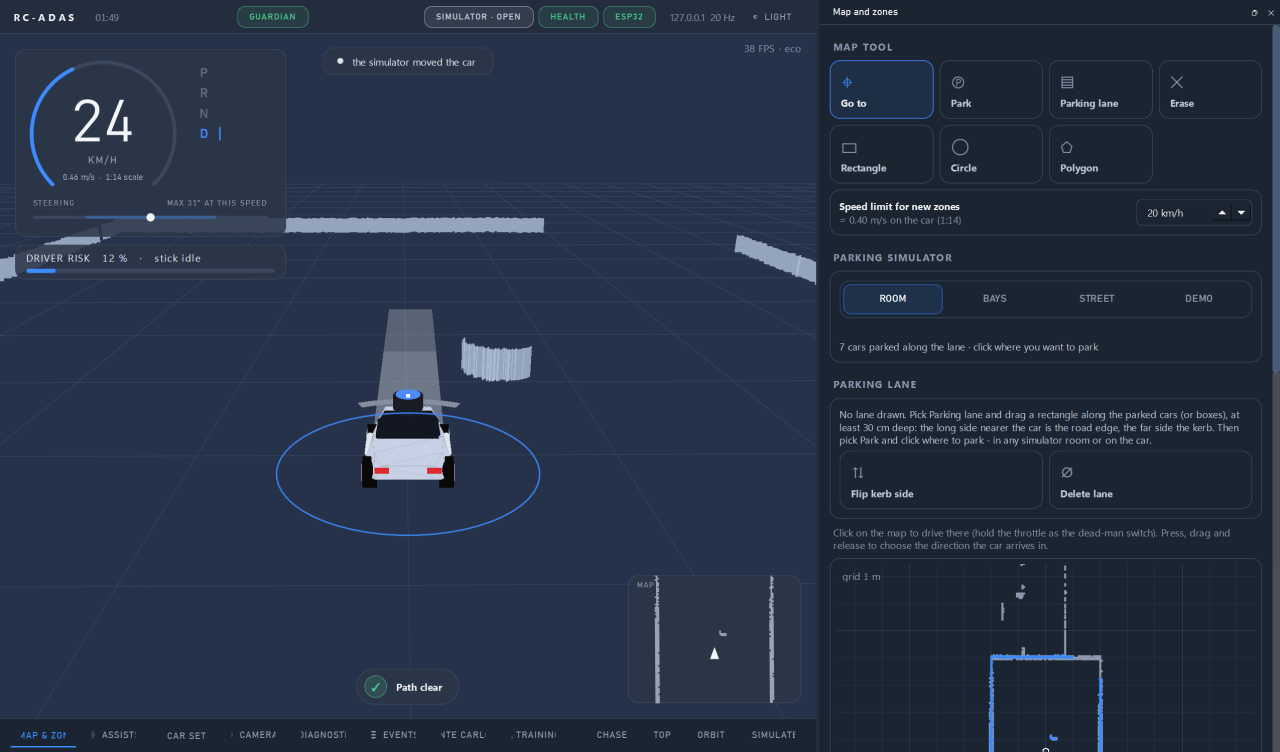 RC-ADAS 01:49 GUARDIAN SIMULATOR · OPEN HEALTH ESP32 127.0.0.1 20 Hz LIGHT
the simulator moved the car
38 FPS · eco
P
R
N
D
24
KM/H
0.46 m/s · 1:14 scale
STEERING MAX 31° AT THIS SPEED
DRIVER RISK 12 % · stick idle
MAP
Path clear
ASSIST CAR SET CAMERA EVENTS CHASE TOP ORBIT SIMULATE
Map and zones
MAP TOOL
Go to Park Parking lane Erase
Rectangle Circle Polygon
Speed limit for new zones
= 0.40 m/s on the car (1:14)
20 km/h
PARKING SIMULATOR
ROOM BAYS STREET DEMO
7 cars parked along the lane - click where you want to park
PARKING LANE
No lane drawn. Pick Parking lane and drag a rectangle along the parked cars (or boxes), at
least 30 cm deep: the long side nearer the car is the road edge, the far side the kerb. Then
pick Park and click where to park - in any simulator room or on the car.
Flip kerb side Delete lane
Click on the map to drive there (hold the throttle as the dead-man switch). Press, drag and
release to choose the direction the car arrives in.
grid 1 m